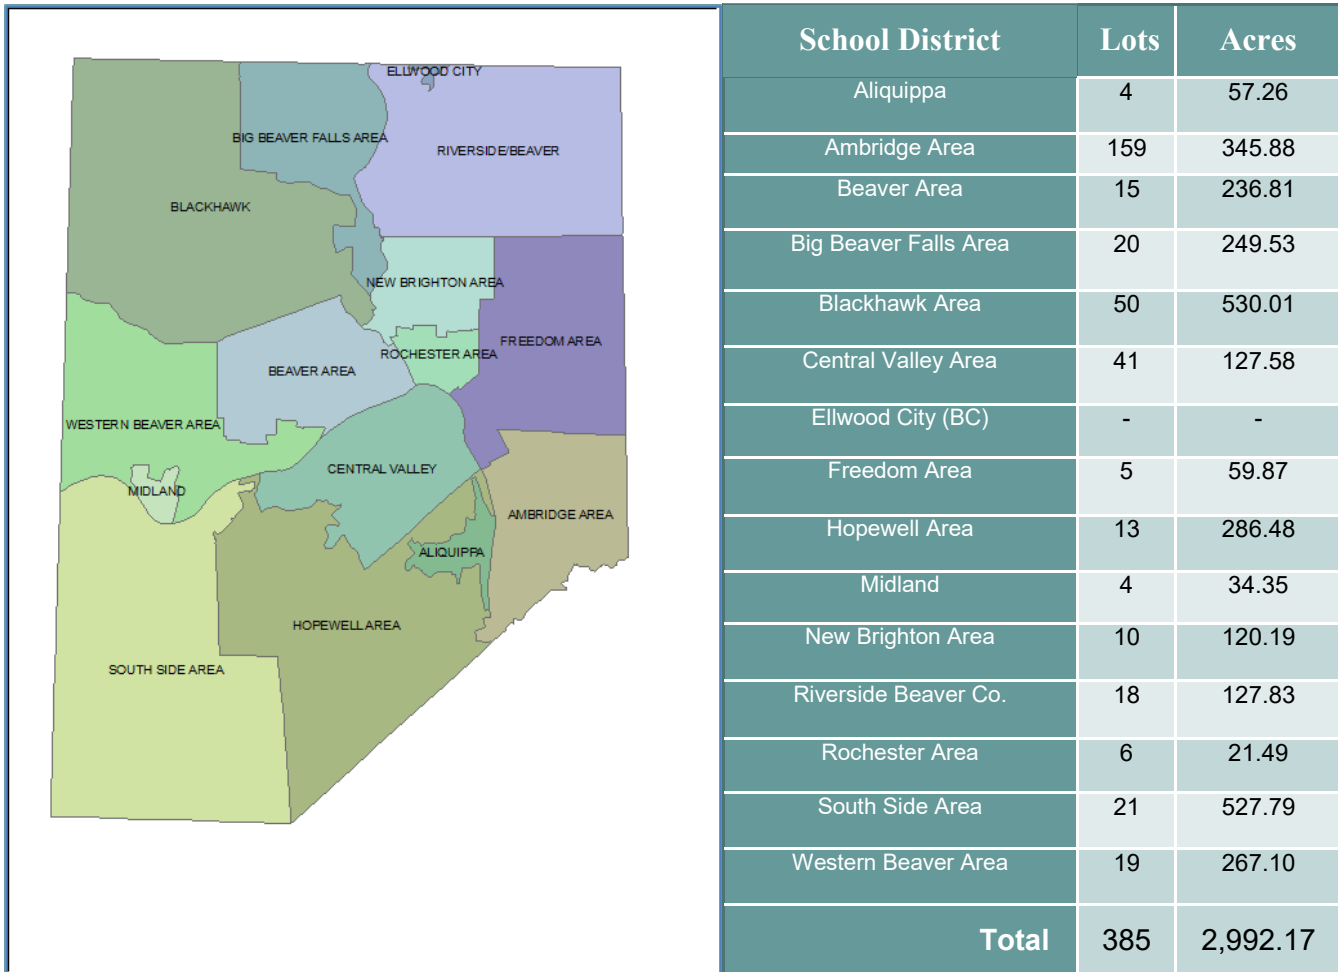 ELLWOOD CITY
BIG BEAVER FALLS AREA
RIVERSIDE/BEAVER
BLACKHAWK
NEW BRIGHTON AREA
FREEDOM AREA
ROCHESTER AREA
BEAVER AREA
WESTERN BEAVER AREA
CENTRAL VALLEY
MIDLAND
AMBRIDGE AREA
ALIQUIPPA
HOPEWELL AREA
SOUTH SIDE AREA
School District Lots Acres
Aliquippa 4 57.26
Ambridge Area 159 345.88
Beaver Area 15 236.81
Big Beaver Falls Area 20 249.53
Blackhawk Area 50 530.01
Central Valley Area 41 127.58
Ellwood City (BC) - -
Freedom Area 5 59.87
Hopewell Area 13 286.48
Midland 4 34.35
New Brighton Area 10 120.19
Riverside Beaver Co. 18 127.83
Rochester Area 6 21.49
South Side Area 21 527.79
Western Beaver Area 19 267.10
Total 385 2,992.17